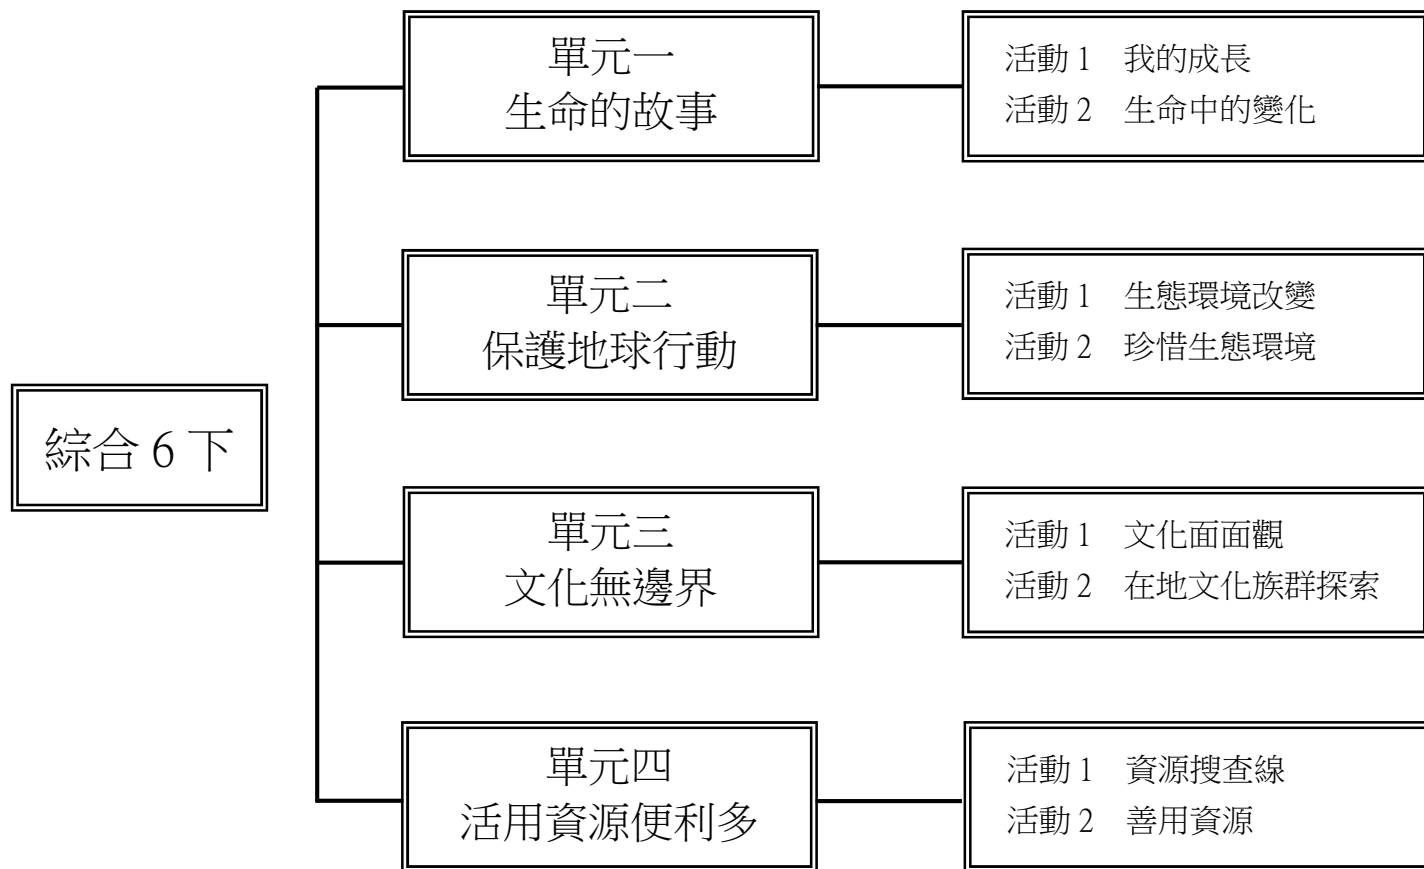 綜合 6 下
單元一
生命的故事
活動 1　我的成長
活動 2　生命中的變化
單元二
保護地球行動
活動 1　生態環境改變
活動 2　珍惜生態環境
單元三
文化無邊界
活動 1　文化面面觀
活動 2　在地文化族群探索
單元四
活用資源便利多
活動 1　資源搜查線
活動 2　善用資源